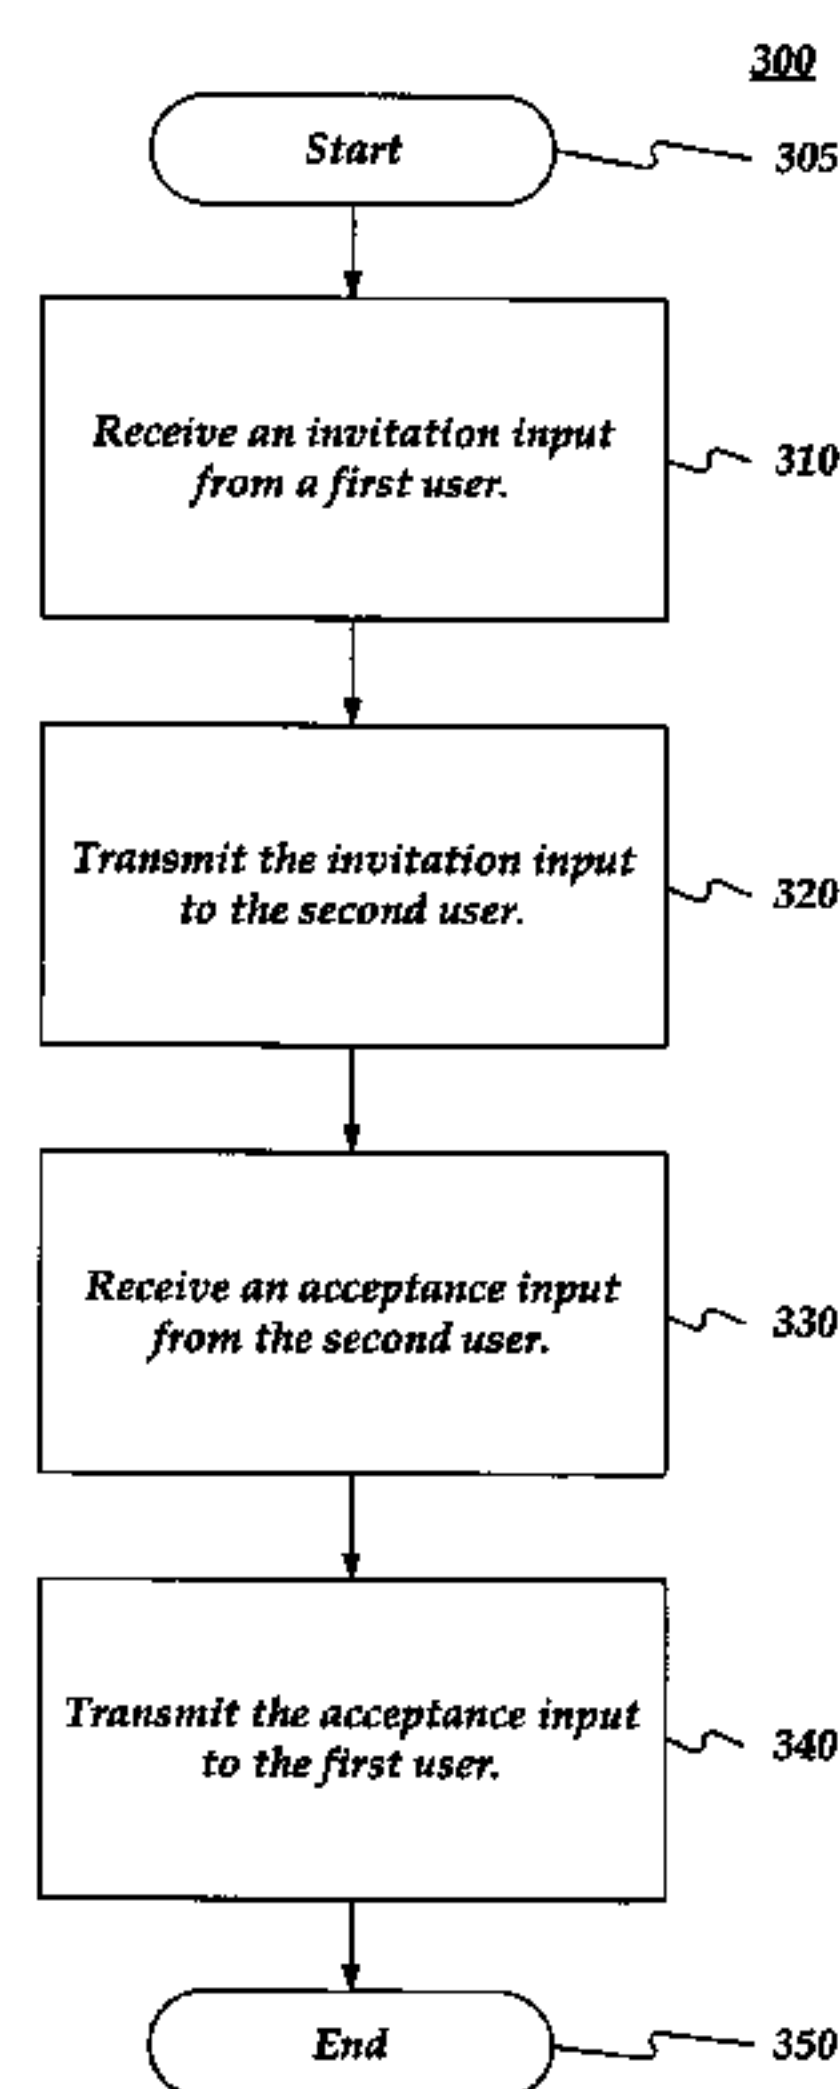 300
Start
305
Receive an invitation input
from a first user.
310
Transmit the invitation input
to the second user.
320
Receive an acceptance input
from the second user.
330
Transmit the acceptance input
to the first user.
340
End
350